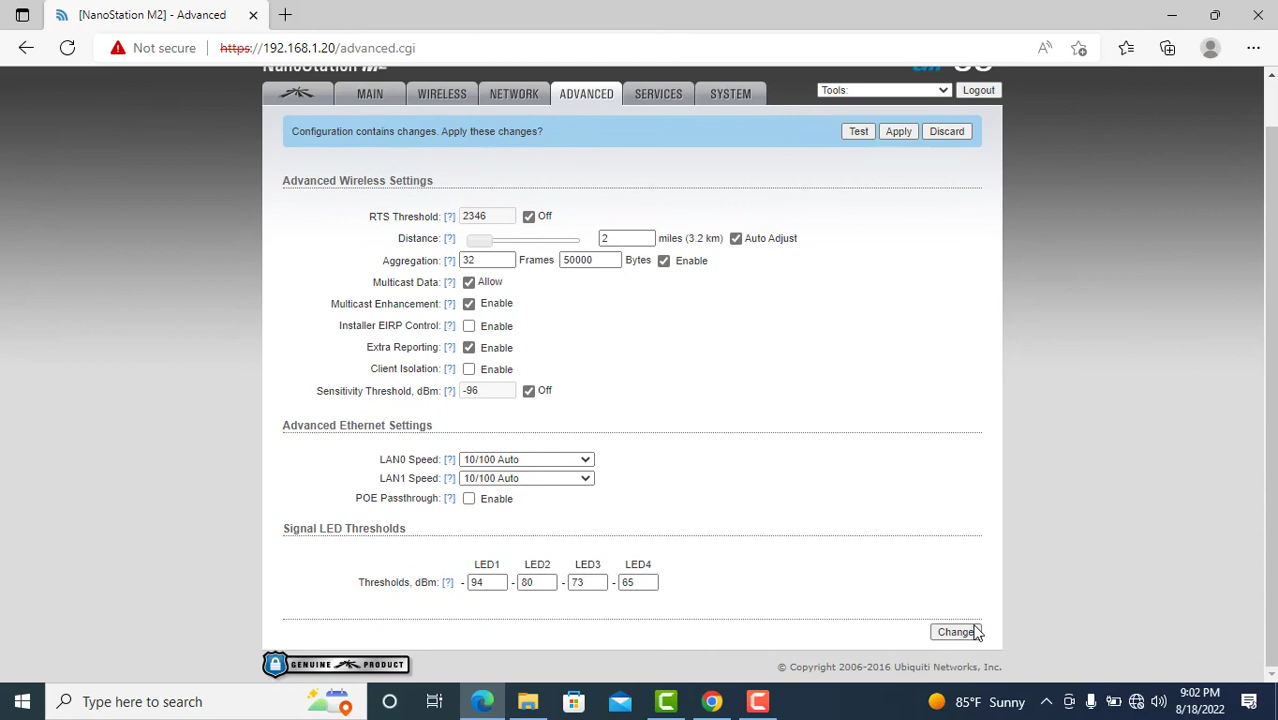 [NanoStation M2] - Advanced
Not secure https://192.168.1.20/advanced.cgi
NanoStation M2
MAIN WIRELESS NETWORK ADVANCED SERVICES SYSTEM Tools: Logout
Configuration contains changes. Apply these changes? Test Apply Discard
Advanced Wireless Settings
RTS Threshold: [?] 2346 Off
Distance: [?] 2 miles (3.2 km) Auto Adjust
Aggregation: [?] 32 Frames 50000 Bytes Enable
Multicast Data: [?] Allow
Multicast Enhancement: [?] Enable
Installer EIRP Control: [?] Enable
Extra Reporting: [?] Enable
Client Isolation: [?] Enable
Sensitivity Threshold, dBm: [?] -96 Off
Advanced Ethernet Settings
LAN0 Speed: [?] 10/100 Auto
LAN1 Speed: [?] 10/100 Auto
POE Passthrough: [?] Enable
Signal LED Thresholds
LED1 LED2 LED3 LED4
Thresholds, dBm: [?] - 94 - 80 - 73 - 65
Change
GENUINE PRODUCT
© Copyright 2006-2016 Ubiquiti Networks, Inc.
Type here to search
85°F Sunny
9:02 PM
8/18/2022